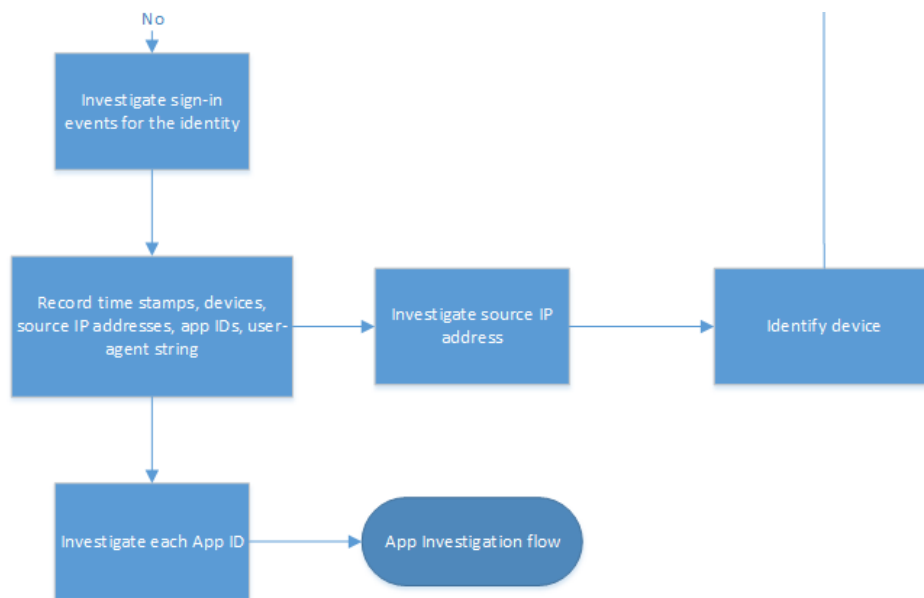 No
Investigate sign-in
events for the identity
Record time stamps, devices,
source IP addresses, app IDs, user-
agent string
Investigate source IP
address
Identify device
Investigate each App ID
App Investigation flow